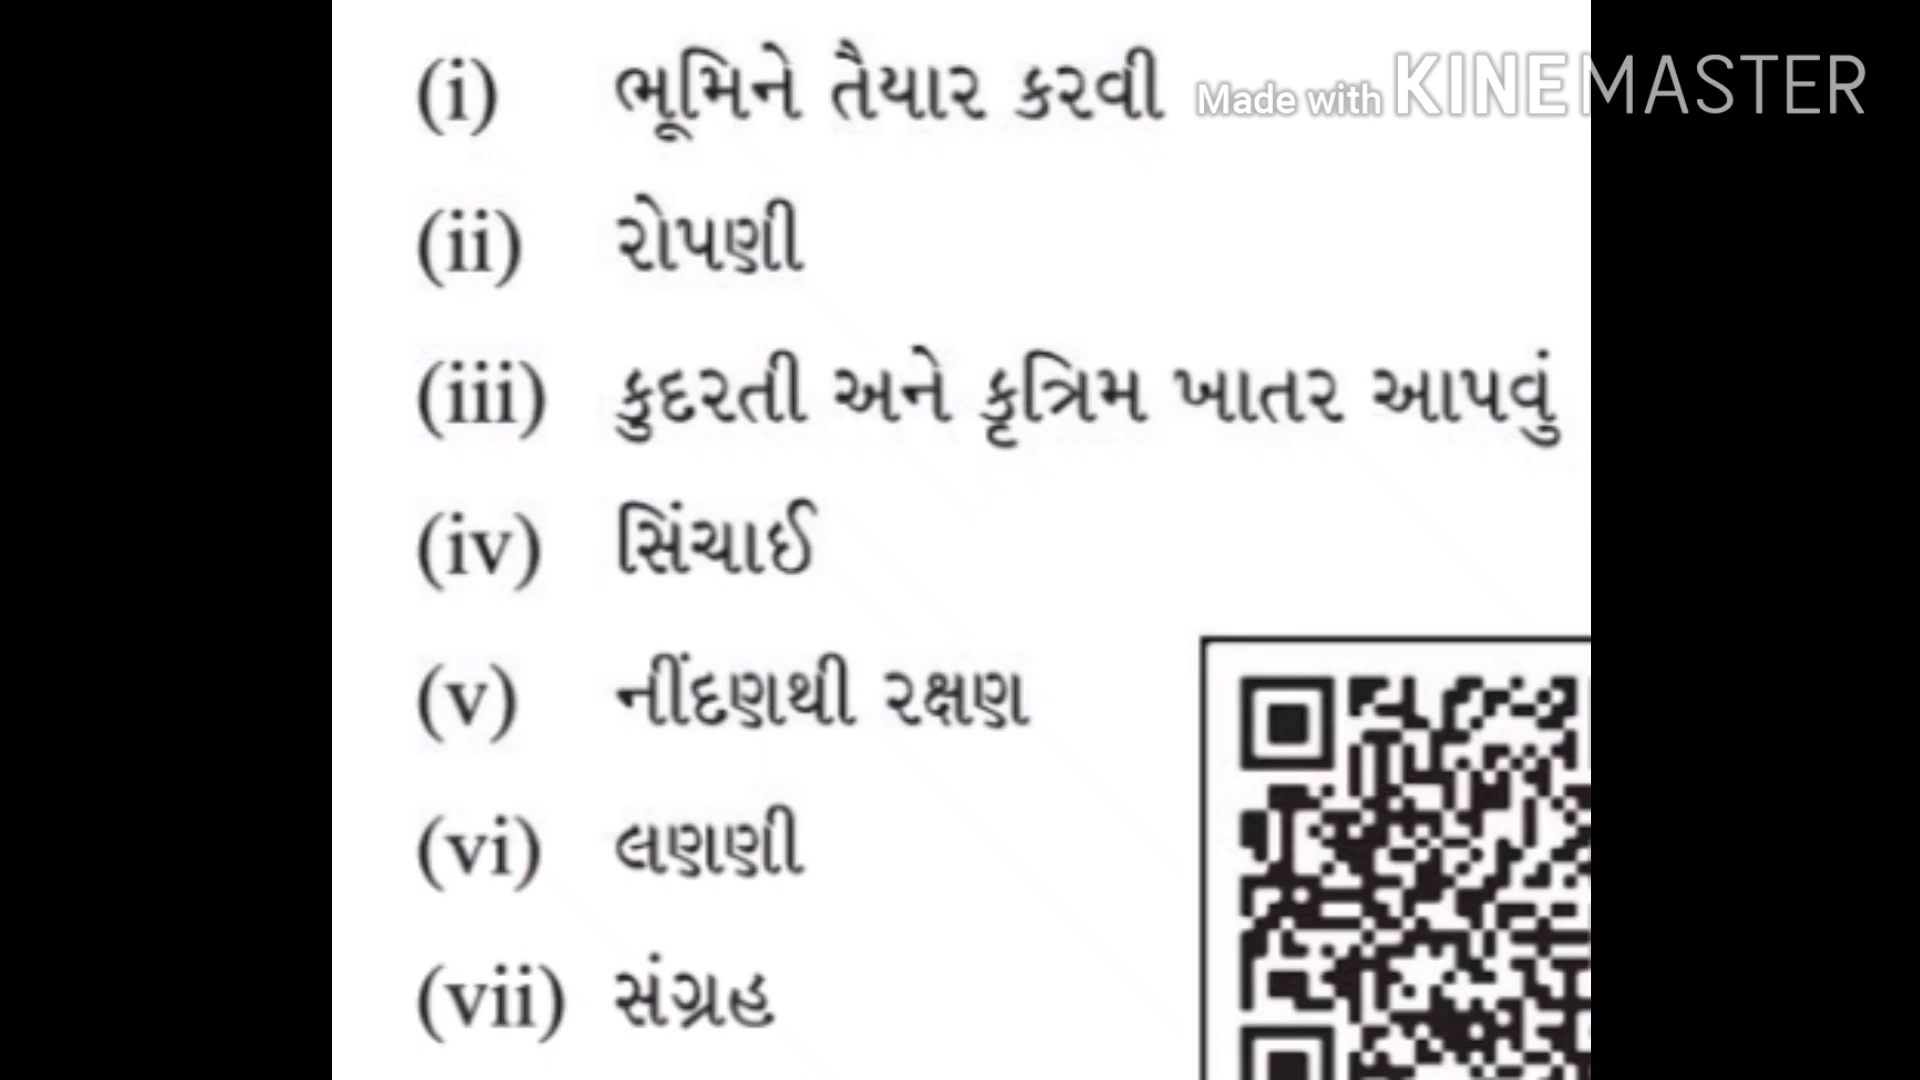 (i) ભૂમિને તૈયાર કરવી Made with KINEMASTER
(ii) રોપણી
(iii) કુદરતી અને કૃત્રિમ ખાતર આપવું
(iv) સિંચાઈ
(v) નીંદણથી રક્ષણ
(vi) લણણી
(vii) સંગ્રહ